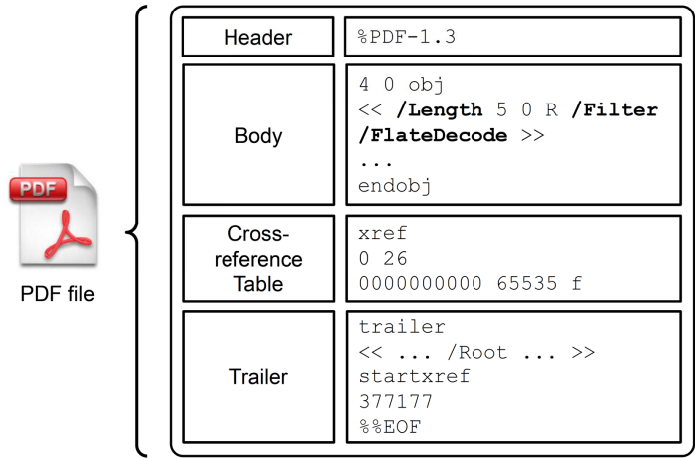 PDF
PDF file
Header
%PDF-1.3
Body
4 0 obj
<< /Length 5 0 R /Filter
/FlateDecode >>
...
endobj
Cross-
reference
Table
xref
0 26
0000000000 65535 f
Trailer
trailer
<< ... /Root ... >>
startxref
377177
%%EOF